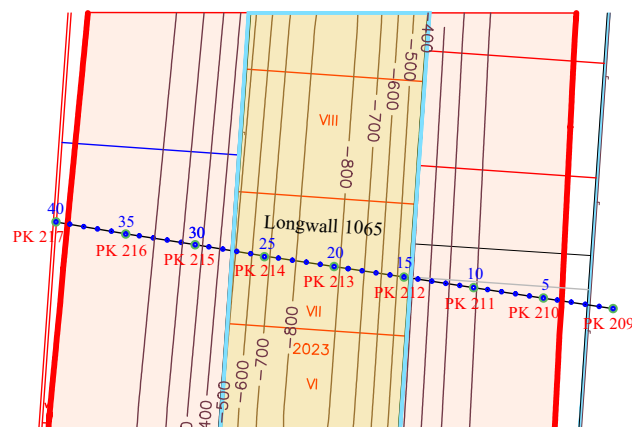 400
-500
-600
-700
-800
VIII
Longwall 1065
40
35
30
25
20
15
10
5
PK 217
PK 216
PK 215
PK 214
PK 213
PK 212
PK 211
PK 210
PK 209
VII
2023
VI
-800
-700
-600
-500
400